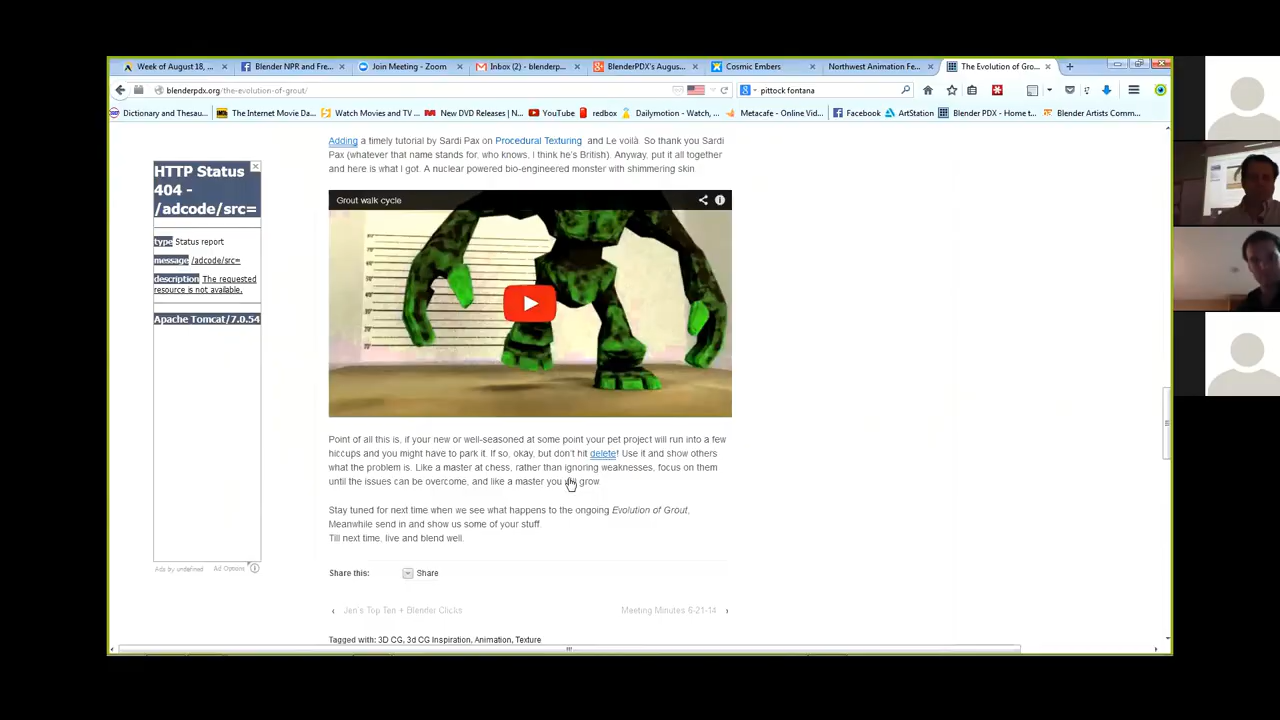 Week of August 18, ...
Blender NPR and Fre...
Join Meeting - Zoom
Inbox (2) - blenderp...
BlenderPDX's Augus...
Cosmic Embers
Northwest Animation Fe...
The Evolution of Gro...
blenderpdx.org/the-evolution-of-grout/
pittock fontana
Dictionary and Thesau...
The Internet Movie Da...
Watch Movies and TV ...
New DVD Releases | N...
YouTube
redbox
Dailymotion - Watch, ...
Metacafe - Online Vid...
Facebook
ArtStation
Blender PDX - Home t...
Blender Artists Comm...
Adding a timely tutorial by Sardi Pax on Procedural Texturing and Le voilà. So thank you Sardi
Pax (whatever that name stands for, who knows, I think he's British). Anyway, put it all together
and here is what I got. A nuclear powered bio-engineered monster with shimmering skin.
HTTP Status
404 -
/adcode/src=
type Status report
message /adcode/src=
description The requested
resource is not available.
Apache Tomcat/7.0.54
Ads by undefined
Ad Options
Grout walk cycle
Point of all this is, if your new or well-seasoned at some point your pet project will run into a few
hiccups and you might have to park it. If so, okay, but don't hit delete! Use it and show others
what the problem is. Like a master at chess, rather than ignoring weaknesses, focus on them
until the issues can be overcome, and like a master you will grow
Stay tuned for next time when we see what happens to the ongoing Evolution of Grout,
Meanwhile send in and show us some of your stuff.
Till next time, live and blend well.
Share this:
Share
‹ Jen's Top Ten + Blender Clicks
Meeting Minutes 6-21-14 ›
Tagged with: 3D CG, 3d CG Inspiration, Animation, Texture